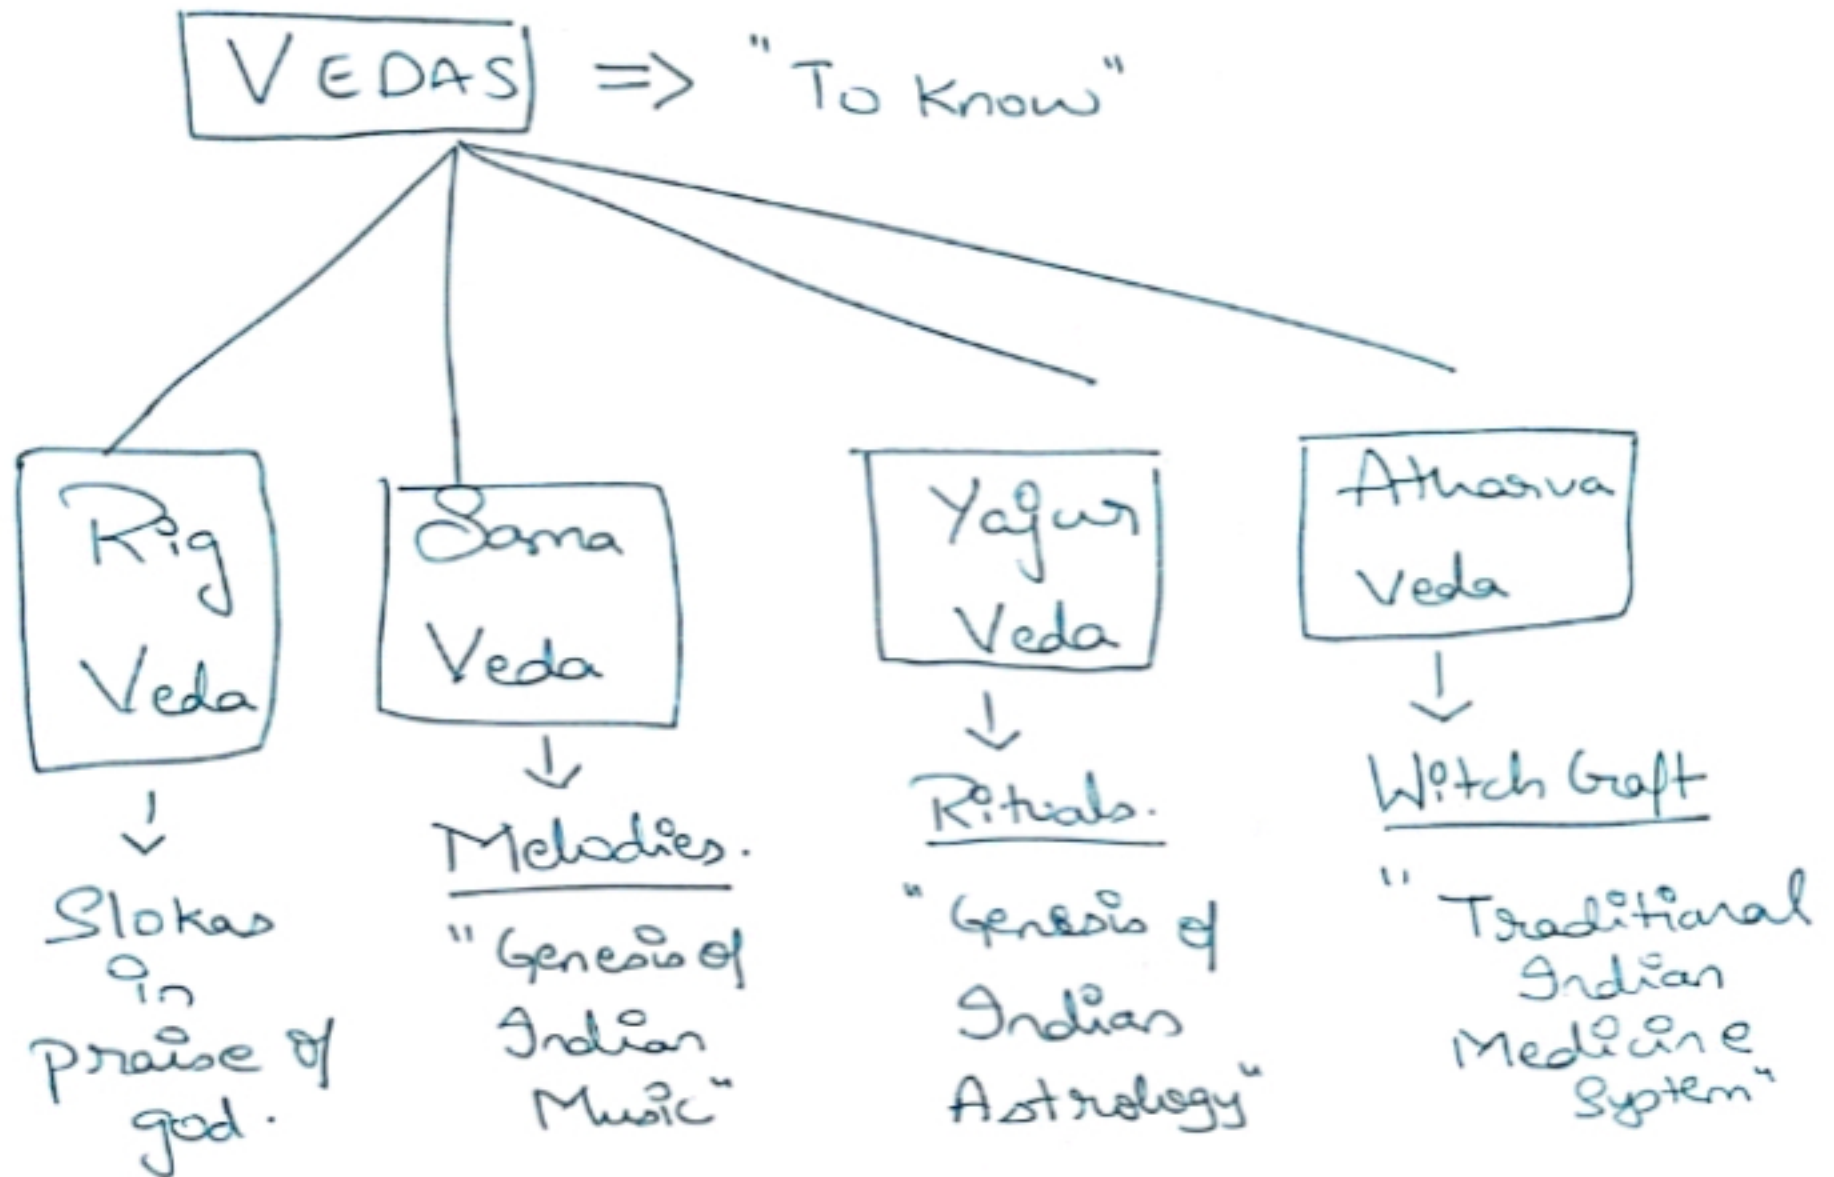 VEDAS => "To Know"
Rig
Veda
Slokas
in
praise of
god.
Sama
Veda
Melodies.
"Genesis of
Indian
Music"
Yajur
Veda
Rituals.
"Genesis of
Indian
Astrology"
Atharva
Veda
Witch Craft
"Traditional
Indian
Medicine
System"